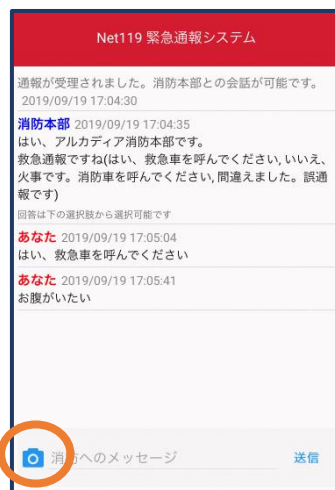 Net119 緊急通報システム
通報が受理されました。消防本部との会話が可能です。
2019/09/19 17:04:30
消防本部 2019/09/19 17:04:35
はい、アルカディア消防本部です。
救急通報ですね(はい、救急車を呼んでください, いいえ、
火事です。消防車を呼んでください, 間違えました。誤通
報です)
回答は下の選択肢から選択可能です
あなた 2019/09/19 17:05:04
はい、救急車を呼んでください
あなた 2019/09/19 17:05:41
お腹がいたい
消防へのメッセージ 送信